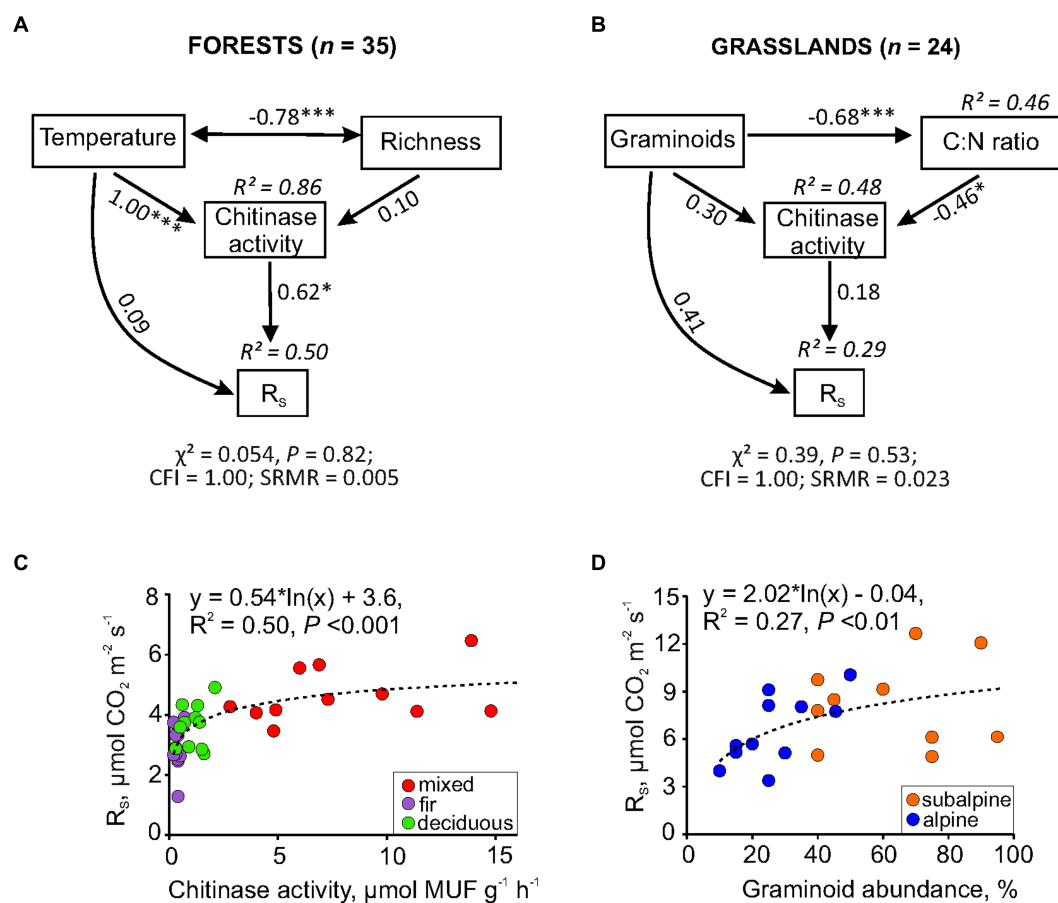 A
FORESTS (n = 35)
-0.78***
Temperature
Richness
R² = 0.86
1.00***
0.10
Chitinase
activity
0.62*
0.09
R² = 0.50
Rs
χ² = 0.054, P = 0.82;
CFI = 1.00; SRMR = 0.005
B
GRASSLANDS (n = 24)
R² = 0.46
-0.68***
Graminoids
C:N ratio
R² = 0.48
0.30
-0.46*
Chitinase
activity
0.18
0.41
R² = 0.29
Rs
χ² = 0.39, P = 0.53;
CFI = 1.00; SRMR = 0.023
C
y = 0.54*ln(x) + 3.6,
R² = 0.50, P <0.001
Rs, μmol CO₂ m⁻² s⁻¹
8
6
4
2
0
mixed
fir
deciduous
0 5 10 15
Chitinase activity, μmol MUF g⁻¹ h⁻¹
D
y = 2.02*ln(x) - 0.04,
R² = 0.27, P <0.01
Rs, μmol CO₂ m⁻² s⁻¹
15
12
9
6
3
0
subalpine
alpine
0 20 40 60 80 100
Graminoid abundance, %